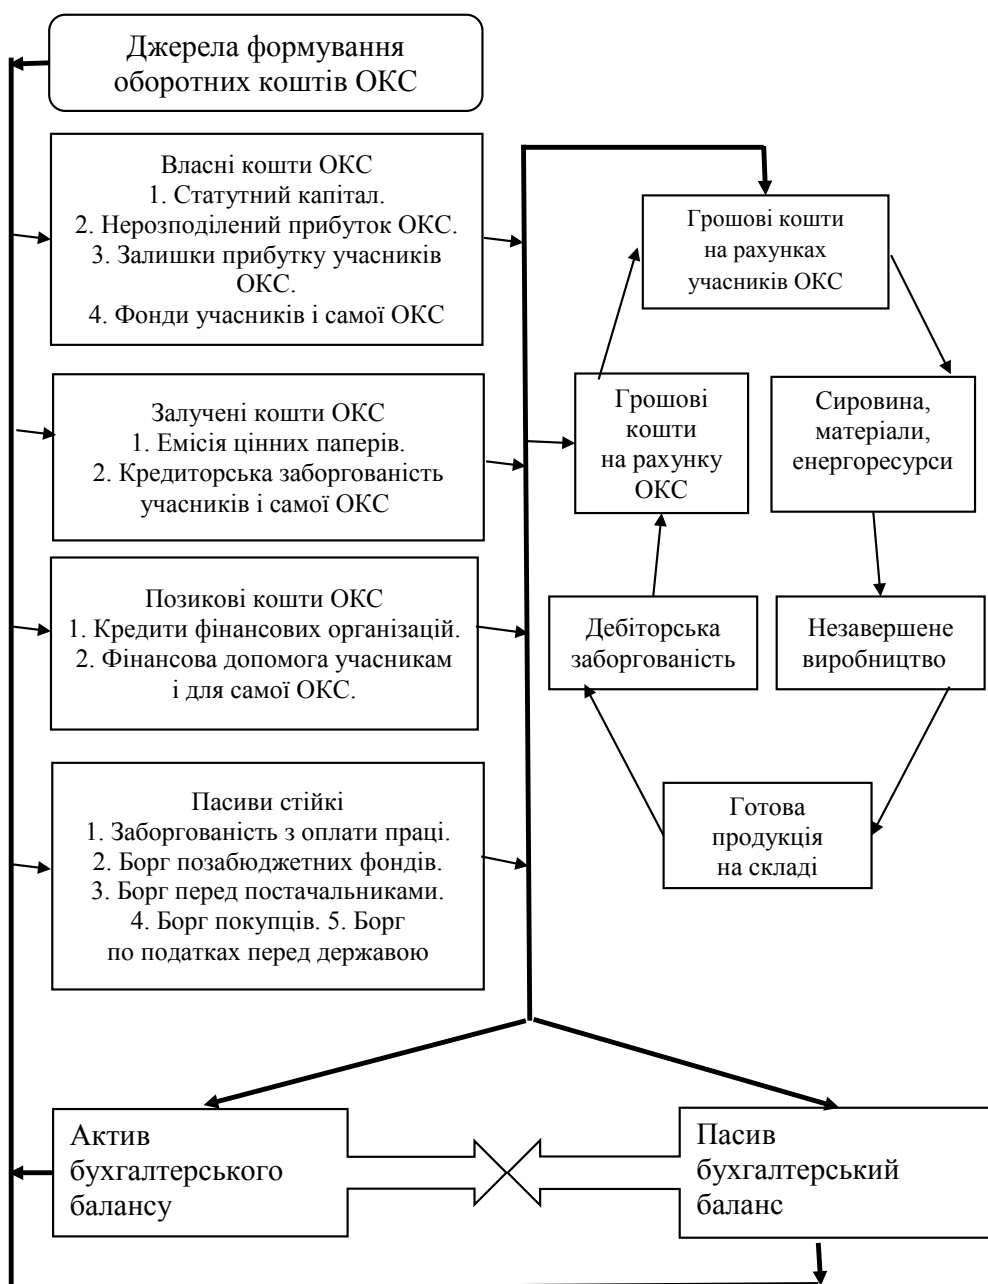 Джерела формування
оборотних коштів ОКС
Власні кошти ОКС
1. Статутний капітал.
2. Нерозподілений прибуток ОКС.
3. Залишки прибутку учасників
ОКС.
4. Фонди учасників і самої ОКС
Залучені кошти ОКС
1. Емісія цінних паперів.
2. Кредиторська заборгованість
учасників і самої ОКС
Позикові кошти ОКС
1. Кредити фінансових організацій.
2. Фінансова допомога учасникам
і для самої ОКС.
Пасиви стійкі
1. Заборгованість з оплати праці.
2. Борг позабюджетних фондів.
3. Борг перед постачальниками.
4. Борг покупців. 5. Борг
по податках перед державою
Грошові кошти
на рахунках
учасників ОКС
Грошові
кошти
на рахунку
ОКС
Сировина,
матеріали,
енергоресурси
Дебіторська
заборгованість
Незавершене
виробництво
Готова
продукція
на складі
Актив
бухгалтерського
балансу
Пасив
бухгалтерський
баланс